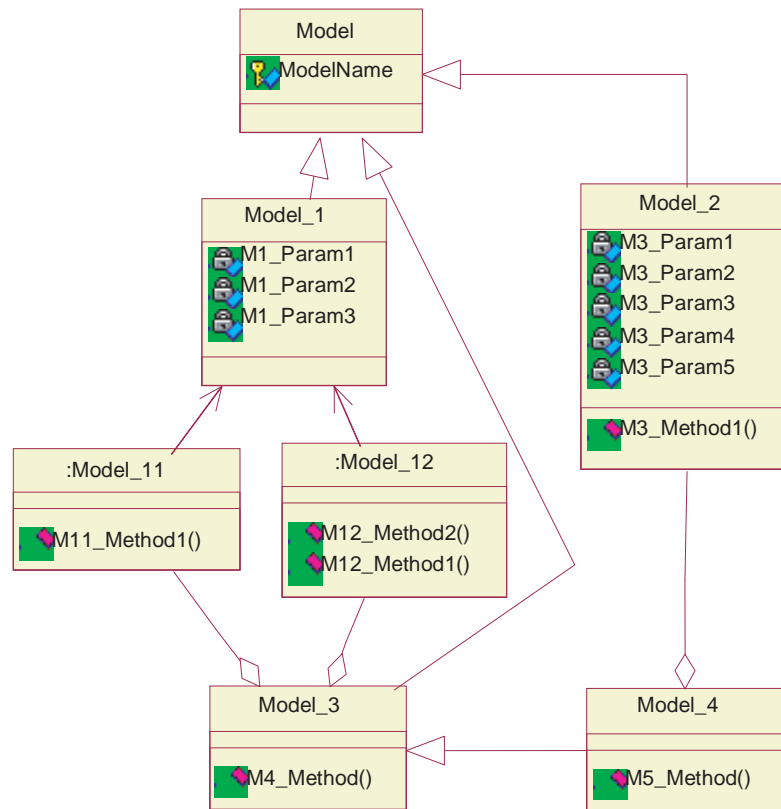 Model
ModelName
Model_1
M1_Param1
M1_Param2
M1_Param3
Model_2
M3_Param1
M3_Param2
M3_Param3
M3_Param4
M3_Param5
M3_Method1()
:Model_11
M11_Method1()
:Model_12
M12_Method2()
M12_Method1()
Model_3
M4_Method()
Model_4
M5_Method()